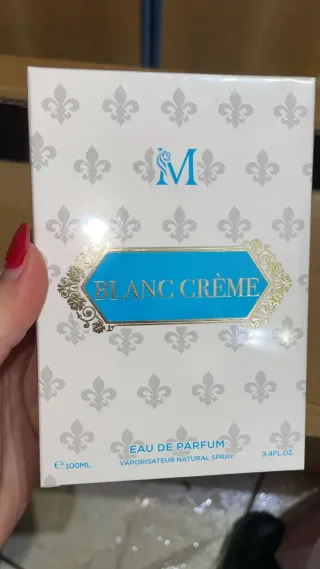 M
BLANC CRÈME
EAU DE PARFUM
VAPORISATEUR NATURAL SPRAY
℮ 100ML
3.4FL.OZ.